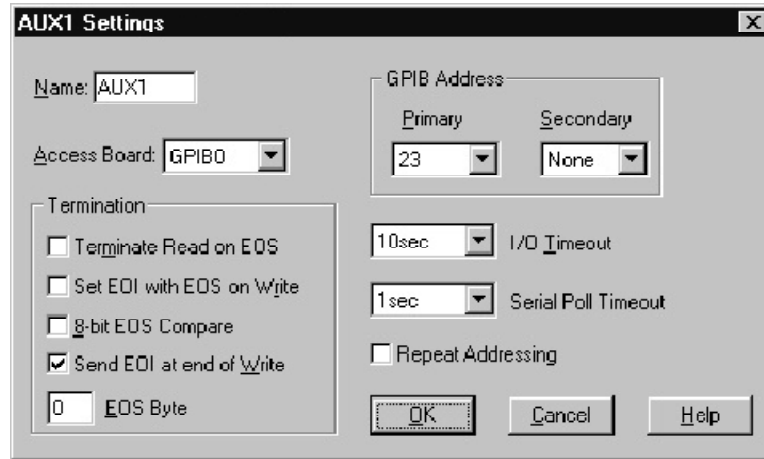 AUX1 Settings
Name: AUX1
Access Board: GPIB0
Termination
Terminate Read on EOS
Set EOI with EOS on Write
8-bit EOS Compare
Send EOI at end of Write
0 EOS Byte
GPIB Address
Primary Secondary
23 None
10sec I/O Timeout
1sec Serial Poll Timeout
Repeat Addressing
OK Cancel Help